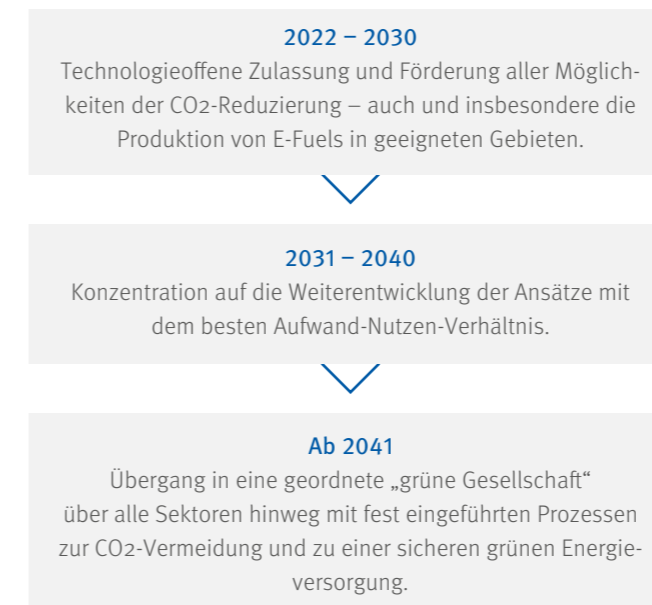 2022 – 2030
Technologieoffene Zulassung und Förderung aller Möglich-
keiten der CO2-Reduzierung – auch und insbesondere die
Produktion von E-Fuels in geeigneten Gebieten.
2031 – 2040
Konzentration auf die Weiterentwicklung der Ansätze mit
dem besten Aufwand-Nutzen-Verhältnis.
Ab 2041
Übergang in eine geordnete „grüne Gesellschaft“
über alle Sektoren hinweg mit fest eingeführten Prozessen
zur CO2-Vermeidung und zu einer sicheren grünen Energie-
versorgung.